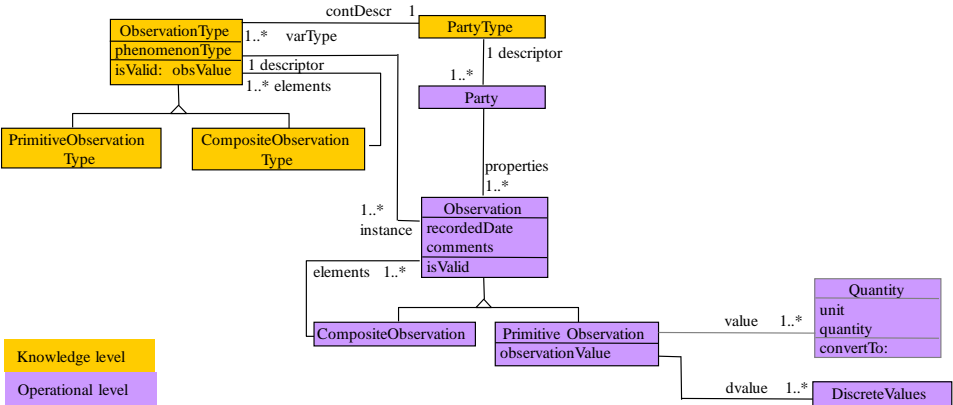 contDescr 1
ObservationType
1..* varType
PartyType
phenomenonType
1 descriptor
isValid: obsValue
1 descriptor
1..* elements
1..*
Party
PrimitiveObservation
Type
CompositeObservation
Type
properties
1..*
1..*
instance
Observation
recordedDate
comments
isValid
elements 1..*
Quantity
unit
quantity
convertTo:
value 1..*
CompositeObservation
Primitive Observation
observationValue
Knowledge level
Operational level
dvalue 1..*
DiscreteValues